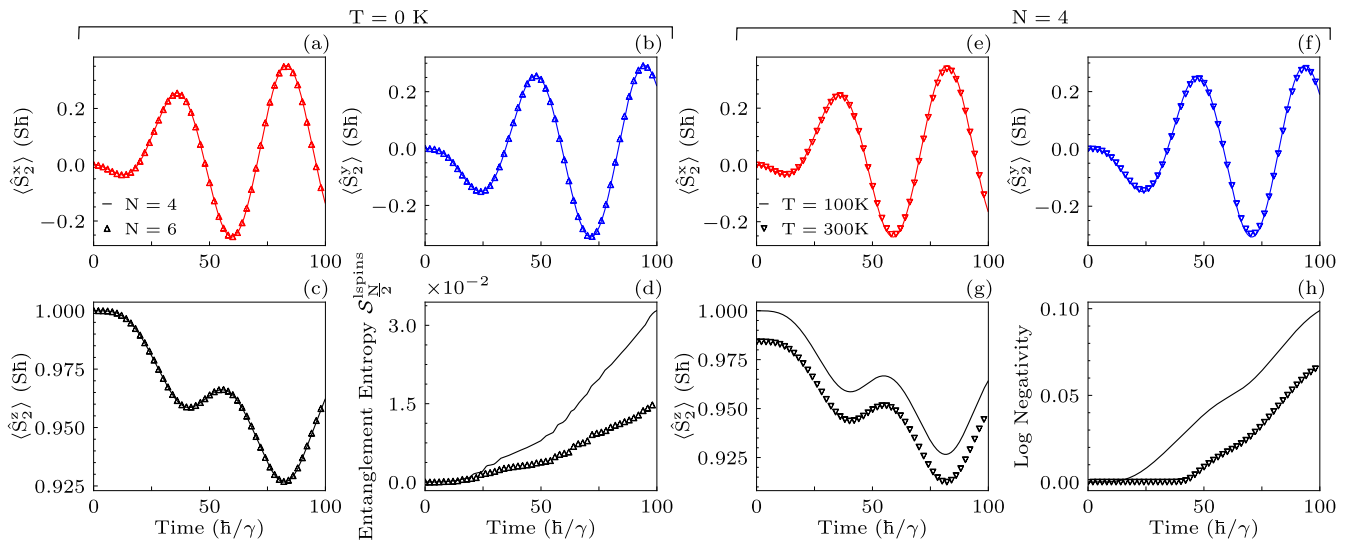 T = 0 K
N = 4
(a)
(b)
(e)
(f)
⟨Ŝ₂ˣ⟩ (Sħ)
0.2
0.0
−0.2
— N = 4
△ N = 6
0 50 100
⟨Ŝ₂ʸ⟩ (Sħ)
0.2
0.0
−0.2
0 50 100
⟨Ŝ₂ˣ⟩ (Sħ)
0.2
0.0
−0.2
— T = 100K
▽ T = 300K
0 50 100
⟨Ŝ₂ʸ⟩ (Sħ)
0.2
0.0
−0.2
0 50 100
(c)
(d)
(g)
(h)
⟨Ŝ₂ᶻ⟩ (Sħ)
1.000
0.975
0.950
0.925
0 50 100
Time (ħ/γ)
Entanglement Entropy 𝒮_{N/2}^{lspins}
×10⁻²
3.0
1.5
0.0
0 50 100
Time (ħ/γ)
⟨Ŝ₂ᶻ⟩ (Sħ)
1.000
0.975
0.950
0.925
0 50 100
Time (ħ/γ)
Log Negativity
0.10
0.05
0.00
0 50 100
Time (ħ/γ)